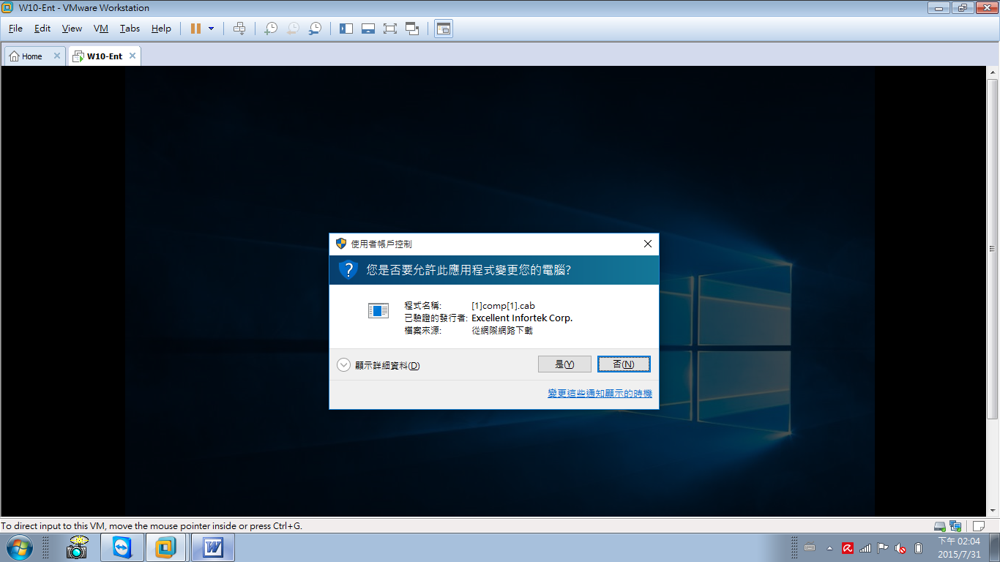 W10-Ent - VMware Workstation
File Edit View VM Tabs Help
Home W10-Ent
使用者帳戶控制
您是否要允許此應用程式變更您的電腦?
程式名稱: [1]comp[1].cab
已驗證的發行者: Excellent Infortek Corp.
檔案來源: 從網際網路下載
顯示詳細資料(D) 是(Y) 否(N)
變更這些通知顯示的時機
To direct input to this VM, move the mouse pointer inside or press Ctrl+G.
下午 02:04
2015/7/31